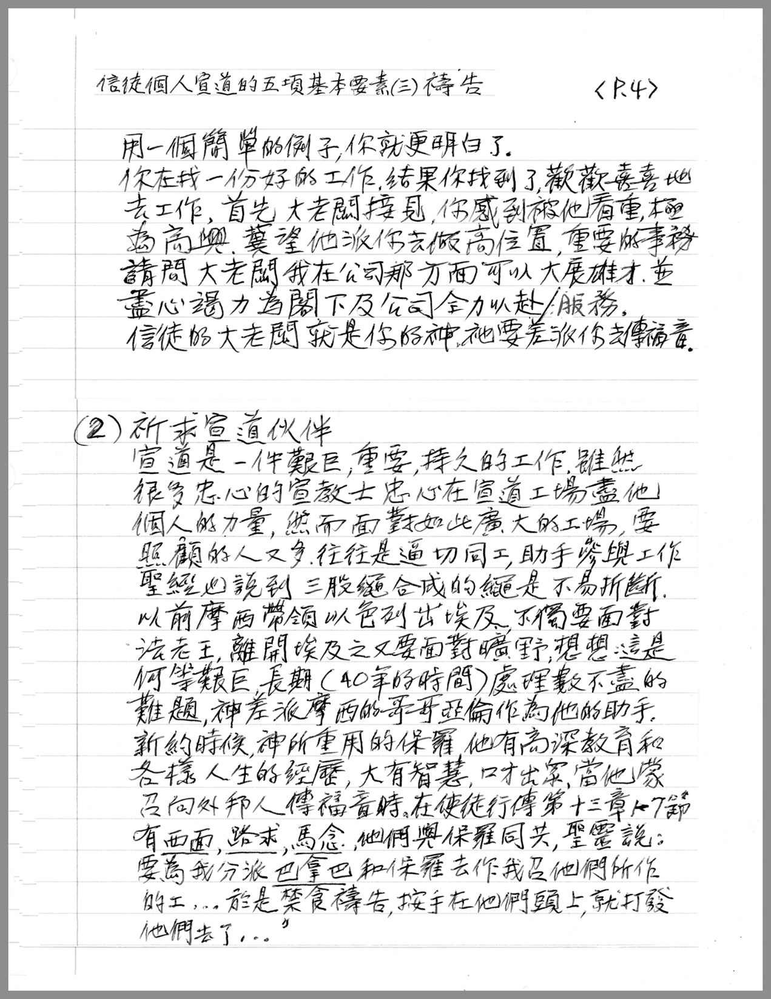 信徒個人宣道的五項基本要素(三)禱告 <P.4>
用一個簡單的例子,你就更明白了.
你在找一份好的工作,結果你找到了,歡歡喜喜地
去工作,首先大老闆接見,你感到被他看重,極
為高興,冀望他派你去做高位置,重要的事務
請問大老闆我在公司那方面可以大展雄才.並
盡心竭力為閣下及公司全力以赴/服務.
信徒的大老闆就是你的神.祂要差派你去傳福音.
(2)祈求宣道伙伴
宣道是一件艱巨,重要,持久的工作.雖然
很多忠心的宣教士忠心在宣道工場盡他
個人的力量,然而面對如此廣大的工場,要
照顧的人又多.往往是逼切同工,助手參與工作
聖經也說到三股繩合成的繩是不易折斷.
以前摩西帶領以色列出埃及,不獨要面對
法老王,離開埃及之又要面對曠野,想想這是
何等艱巨,長期(40年的時間)處理數不盡的
難題,神差派摩西的哥哥亞倫作為他的助手.
新約時候,神所重用的保羅,他有高深教育和
各樣人生的經歷,大有智慧,口才出眾,當他蒙
召向外邦人傳福音時.在使徒行傳第十三章1-7節
有西面,路求,馬念,他們與保羅同共,聖靈說:
要為我分派巴拿巴和保羅去作我召他們所作
的工...於是禁食禱告,按手在他們頭上,就打發
他們去了..."